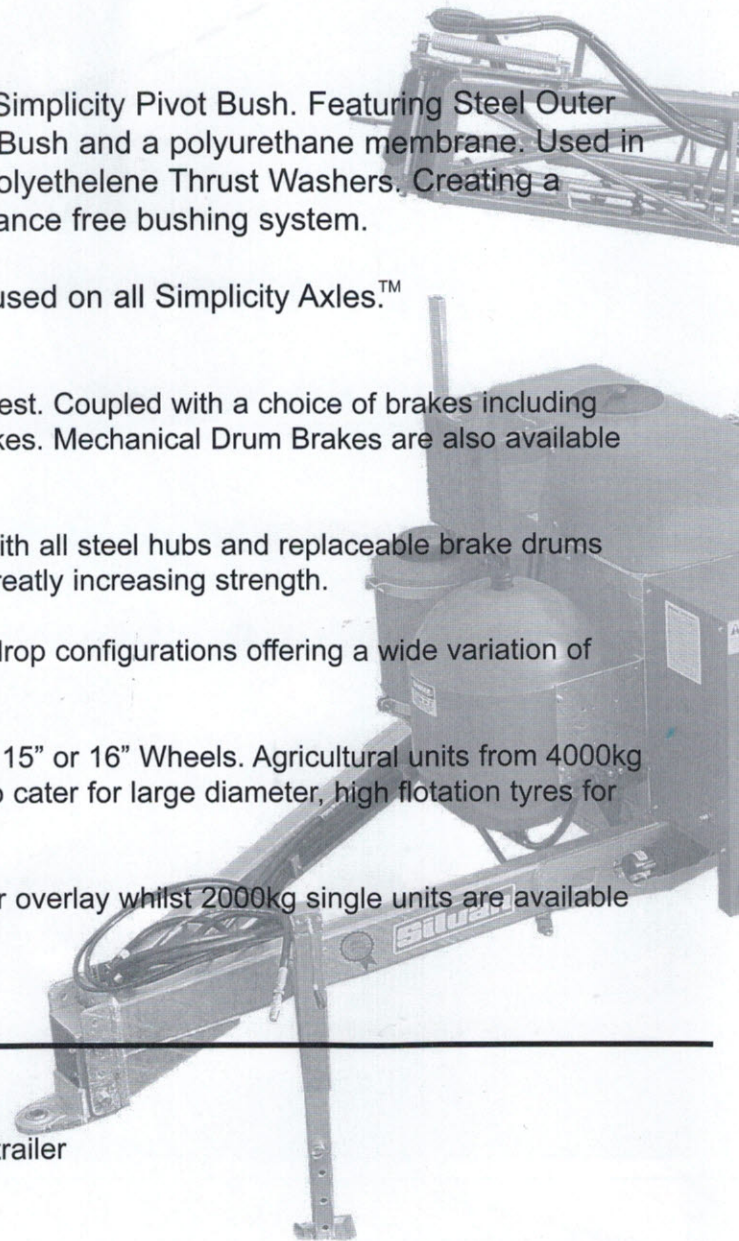 Simplicity Pivot Bush. Featuring Steel Outer
Bush and a polyurethane membrane. Used in
olyethelene Thrust Washers. Creating a
ance free bushing system.
used on all Simplicity Axles.™
est. Coupled with a choice of brakes including
kes. Mechanical Drum Brakes are also available
ith all steel hubs and replaceable brake drums
reatly increasing strength.
drop configurations offering a wide variation of
15” or 16” Wheels. Agricultural units from 4000kg
o cater for large diameter, high flotation tyres for
r overlay whilst 2000kg single units are available
Silvan
trailer